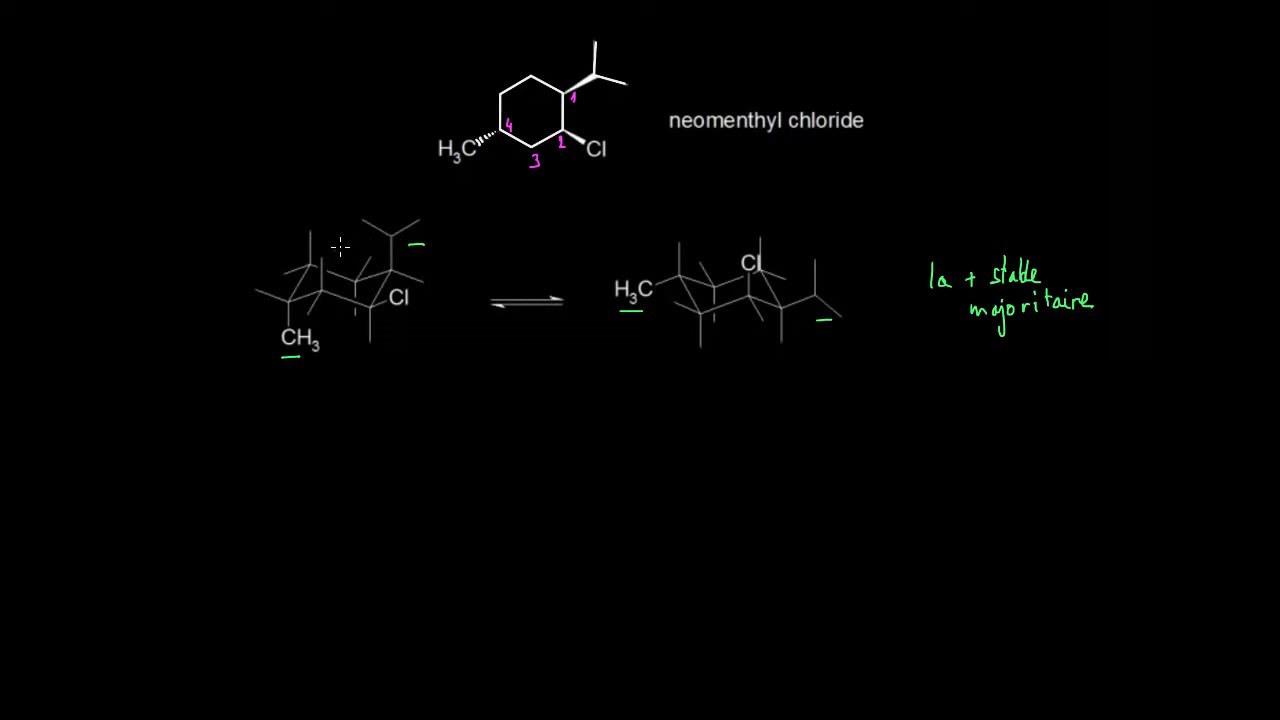 1
4
neomenthyl chloride
H3C
2
Cl
3
Cl
H3C
Cl
la + stable
majoritaire
CH3